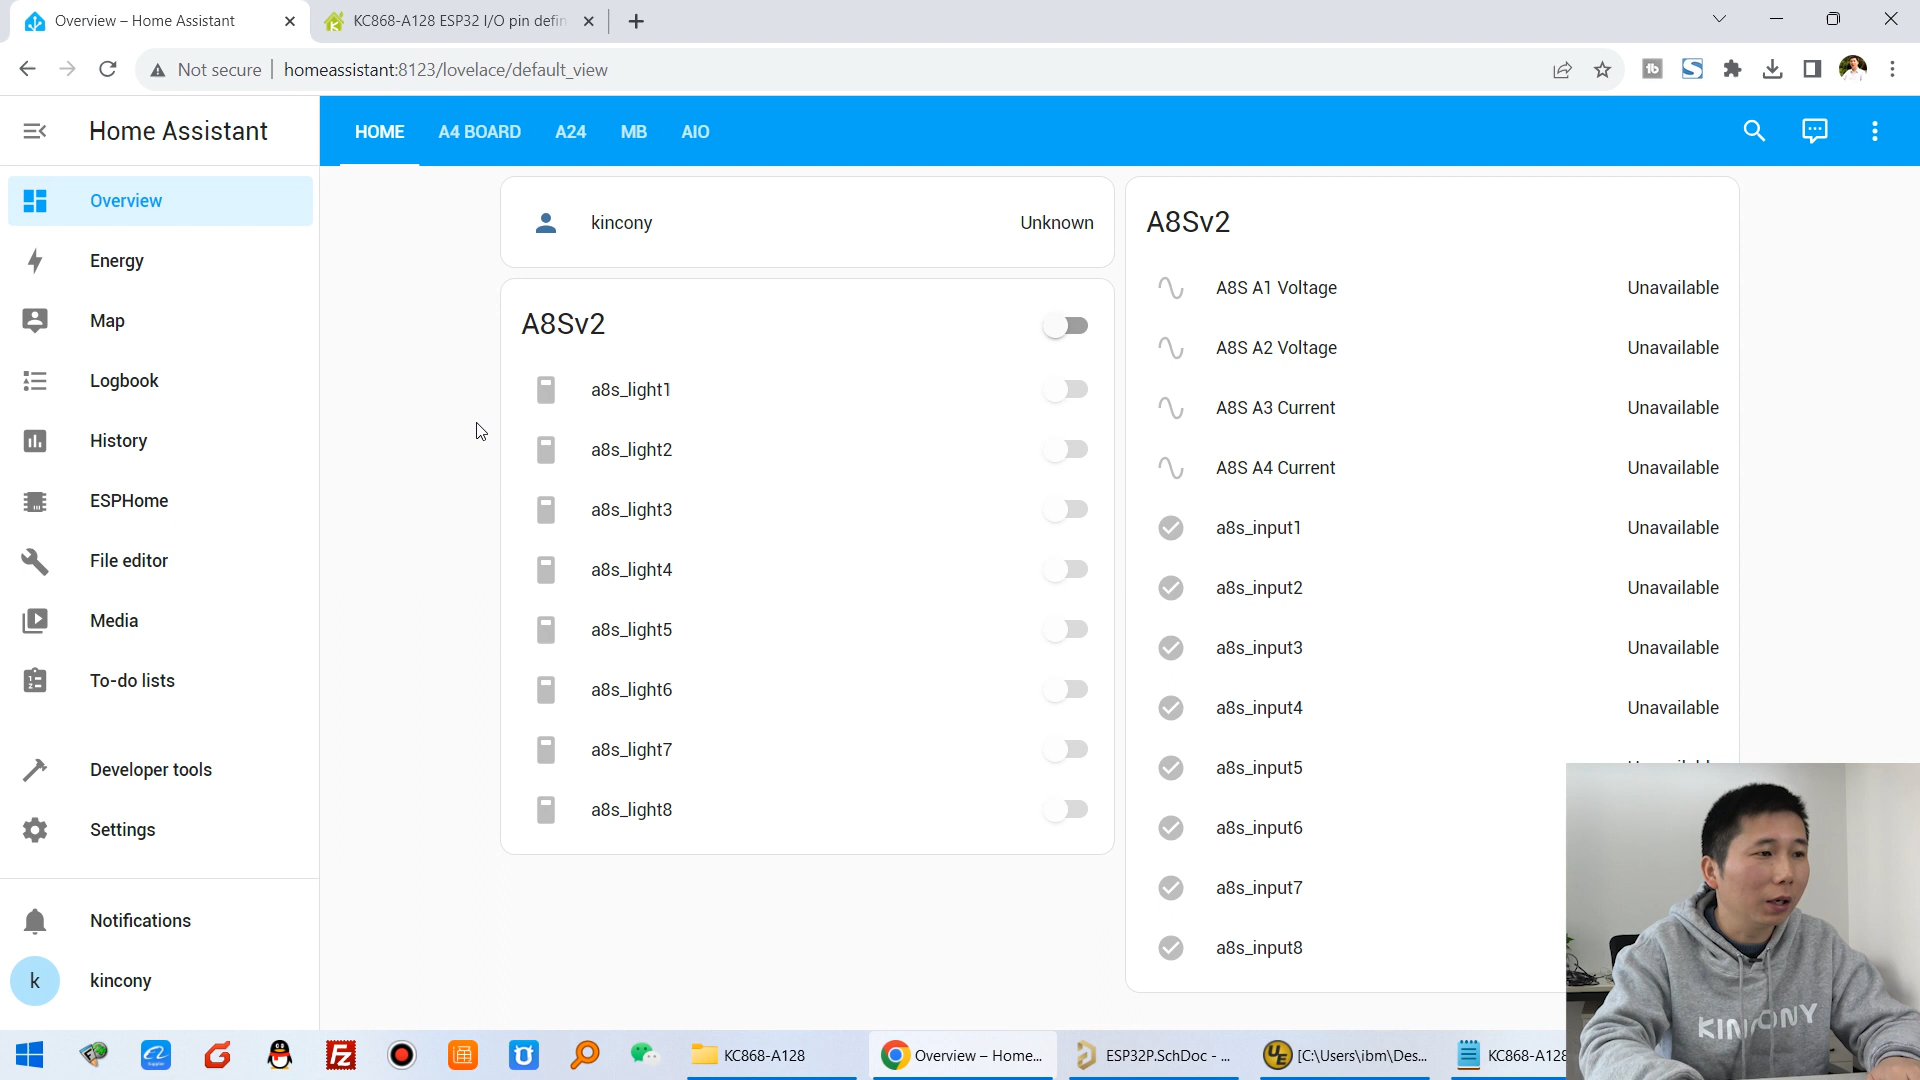 Overview – Home Assistant
KC868-A128 ESP32 I/O pin defin
Not secure
homeassistant:8123/lovelace/default_view
Home Assistant
HOME
A4 BOARD
A24
MB
AIO
Overview
Energy
Map
Logbook
History
ESPHome
File editor
Media
To-do lists
Developer tools
Settings
Notifications
k
kincony
kincony
Unknown
A8Sv2
a8s_light1
a8s_light2
a8s_light3
a8s_light4
a8s_light5
a8s_light6
a8s_light7
a8s_light8
A8Sv2
A8S A1 Voltage
Unavailable
A8S A2 Voltage
Unavailable
A8S A3 Current
Unavailable
A8S A4 Current
Unavailable
a8s_input1
Unavailable
a8s_input2
Unavailable
a8s_input3
Unavailable
a8s_input4
Unavailable
a8s_input5
a8s_input6
a8s_input7
a8s_input8
KINCONY
KC868-A128
Overview – Home...
ESP32P.SchDoc - ...
[C:\Users\ibm\Des...
KC868-A128